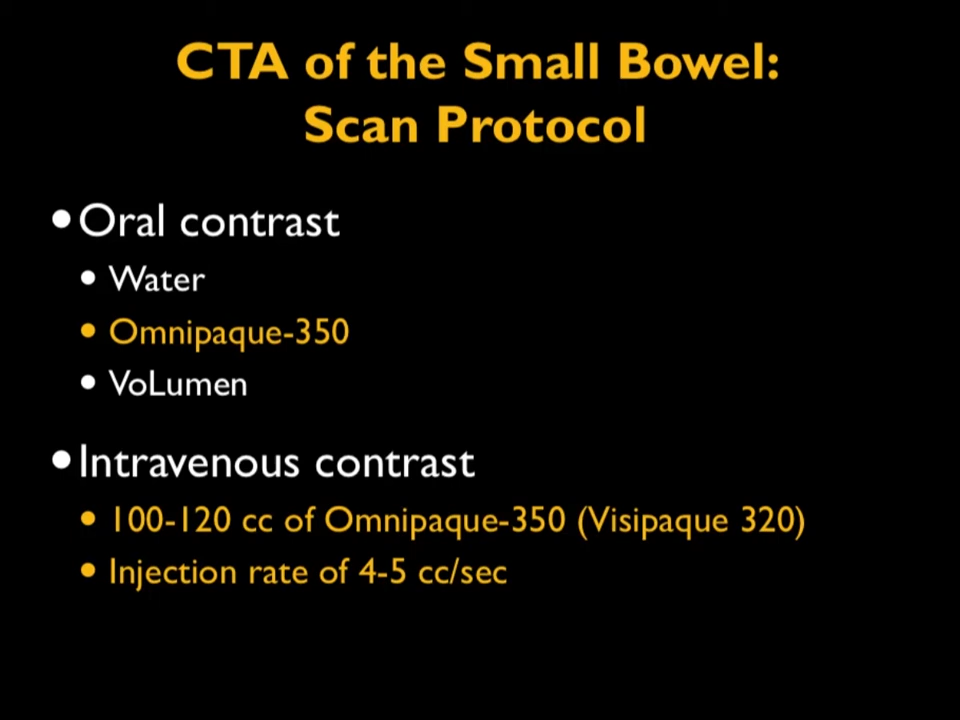 CTA of the Small Bowel:
Scan Protocol
• Oral contrast
• Water
• Omnipaque-350
• VoLumen
• Intravenous contrast
• 100-120 cc of Omnipaque-350 (Visipaque 320)
• Injection rate of 4-5 cc/sec